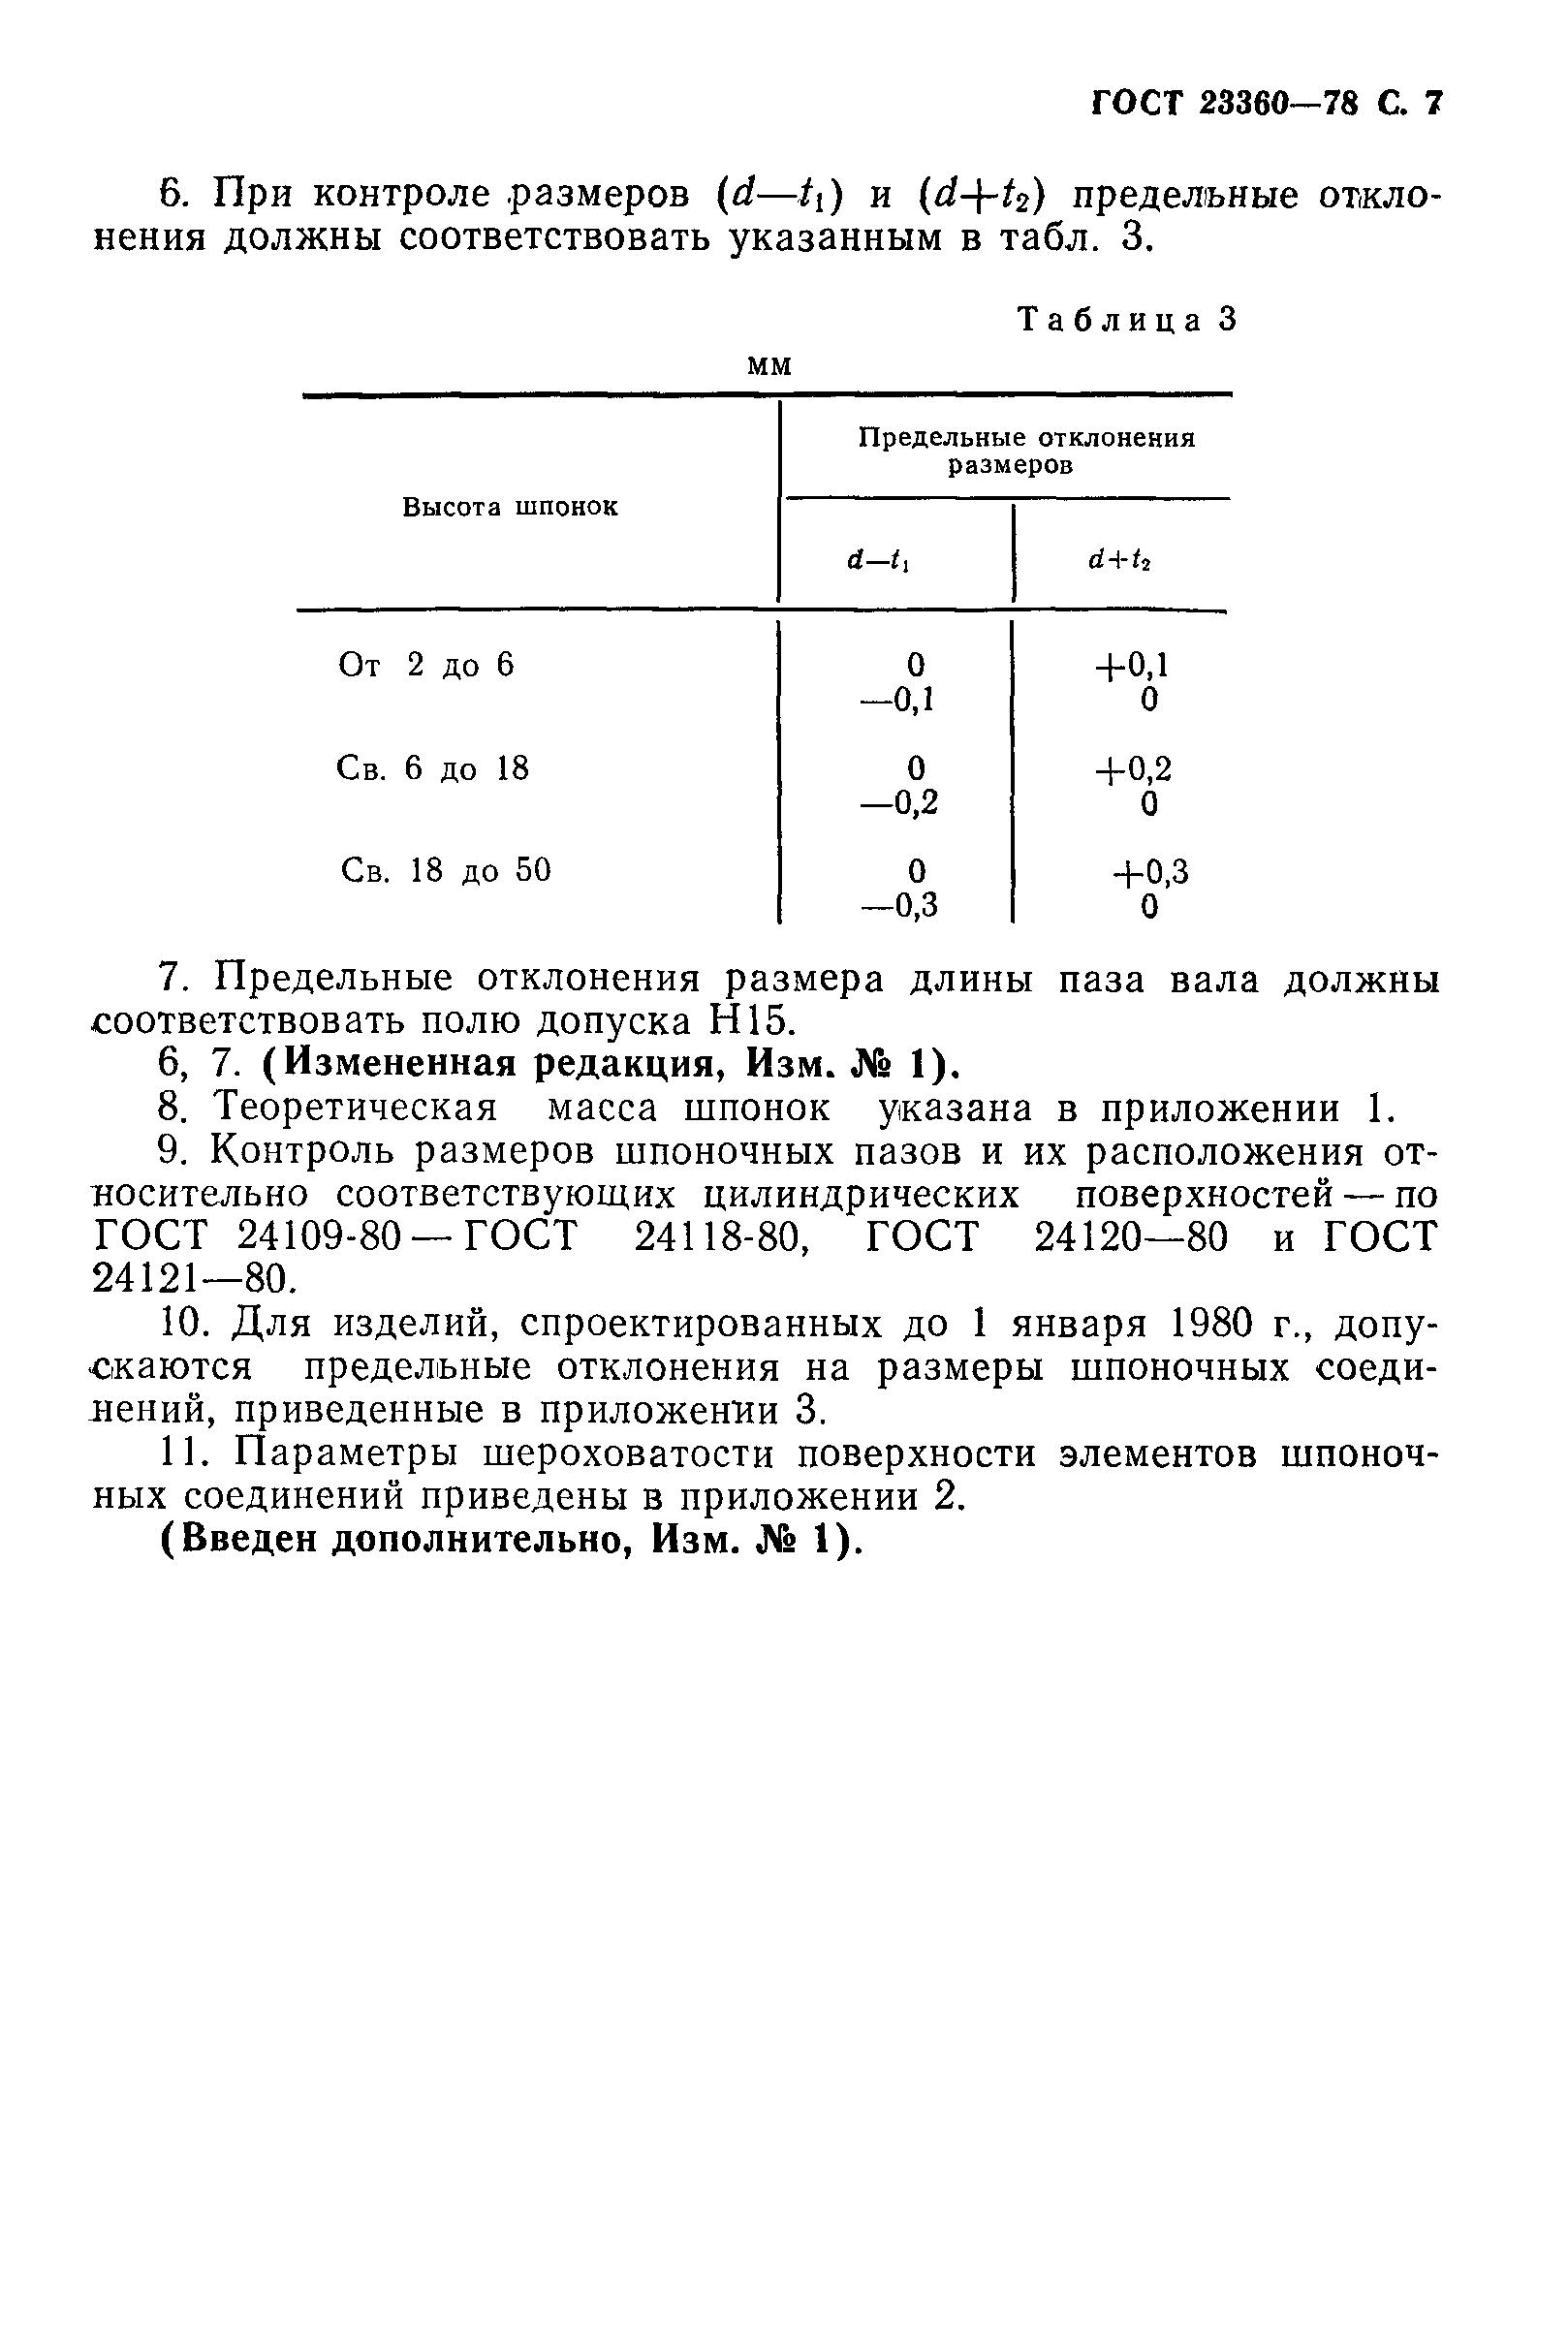 ГОСТ 23360—78 С. 7
6. При контроле размеров (d—t₁) и (d+t₂) предельные откло-
нения должны соответствовать указанным в табл. 3.
Таблица 3
мм
Предельные отклонения
размеров
Высота шпонок
d—t₁ d+t₂
От 2 до 6 0 +0,1
—0,1 0
Св. 6 до 18 0 +0,2
—0,2 0
Св. 18 до 50 0 +0,3
—0,3 0
7. Предельные отклонения размера длины паза вала должны
соответствовать полю допуска Н15.
6, 7. (Измененная редакция, Изм. № 1).
8. Теоретическая масса шпонок указана в приложении 1.
9. Контроль размеров шпоночных пазов и их расположения от-
носительно соответствующих цилиндрических поверхностей — по
ГОСТ 24109-80 — ГОСТ 24118-80, ГОСТ 24120—80 и ГОСТ
24121—80.
10. Для изделий, спроектированных до 1 января 1980 г., допу-
скаются предельные отклонения на размеры шпоночных соеди-
нений, приведенные в приложении 3.
11. Параметры шероховатости поверхности элементов шпоноч-
ных соединений приведены в приложении 2.
(Введен дополнительно, Изм. № 1).